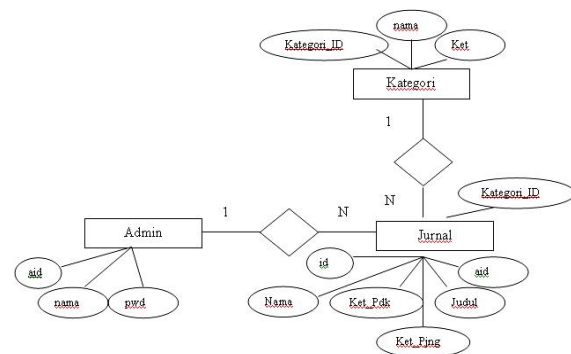 nama
Kategori_ID
Ket
Kategori
1
N
Kategori_ID
1
N
Admin
Jurnal
id
aid
aid
nama
pwd
Nama
Ket_Pdk
Judul
Ket_Pjng